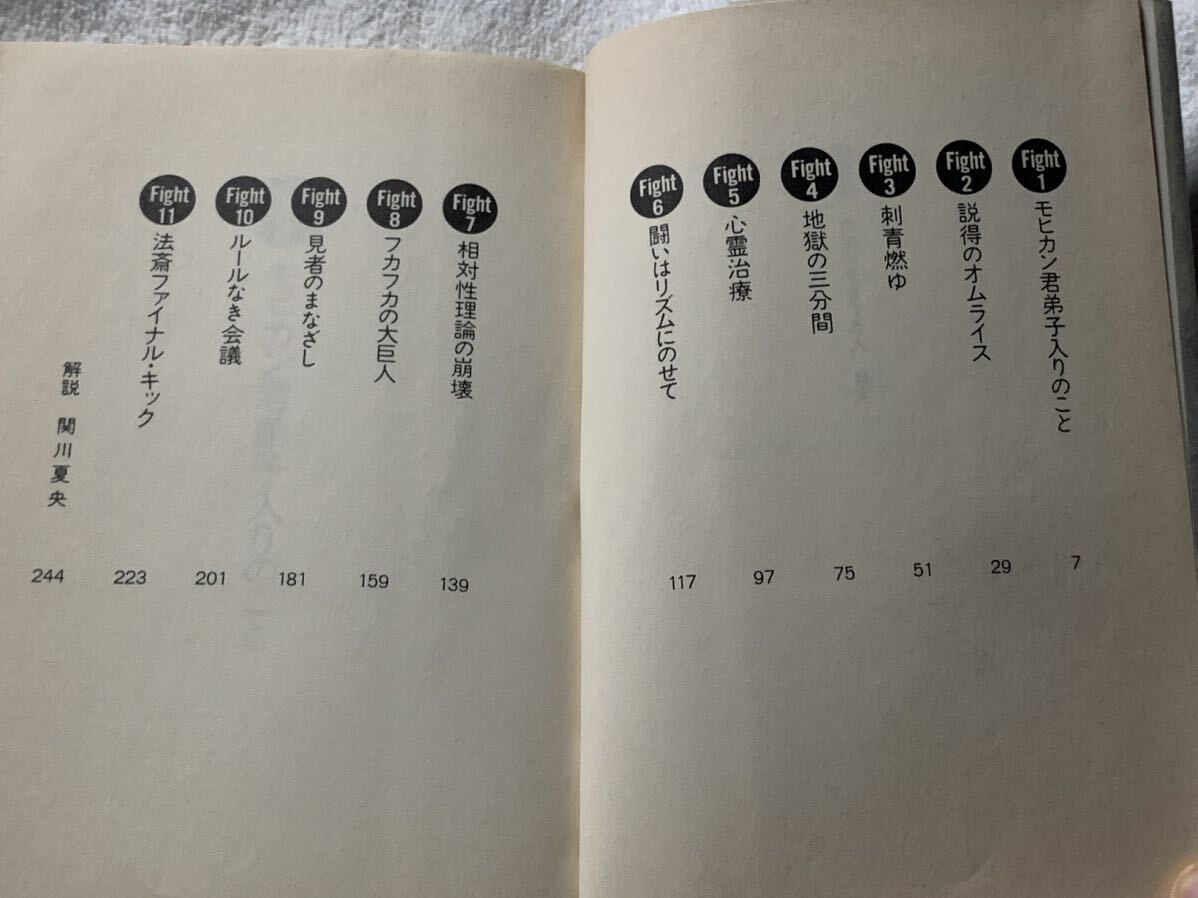 Fight 1 モヒカン君弟子入りのこと 7
Fight 2 説得のオムライス 29
Fight 3 刺青燃ゆ 51
Fight 4 地獄の三分間 75
Fight 5 心霊治療 97
Fight 6 闘いはリズムにのせて 117
Fight 7 相対性理論の崩壊 139
Fight 8 フカフカの大巨人 159
Fight 9 見者のまなざし 181
Fight 10 ルールなき会議 201
Fight 11 法斎ファイナル・キック 223
解説 関川夏央 244